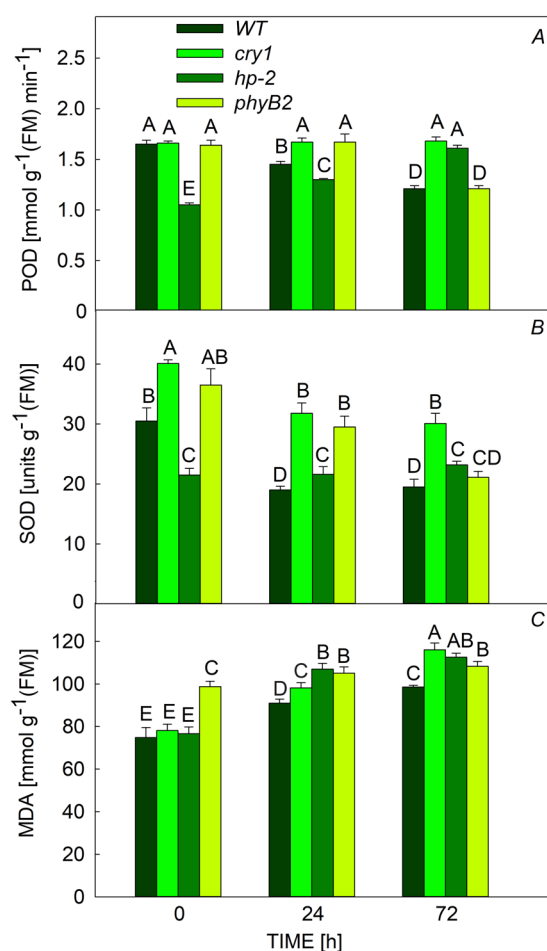 WT
cry1
hp-2
phyB2
A
POD [mmol g⁻¹(FM) min⁻¹]
2.5
2.0
1.5
1.0
0.5
0
A A E A
B A C A
D A A D
B
SOD [units g⁻¹(FM)]
40
30
20
10
0
B A C AB
D B C B
D B C CD
C
MDA [mmol g⁻¹(FM)]
120
100
80
60
40
20
0
E E E C
D C B B
C A AB B
0 24 72
TIME [h]